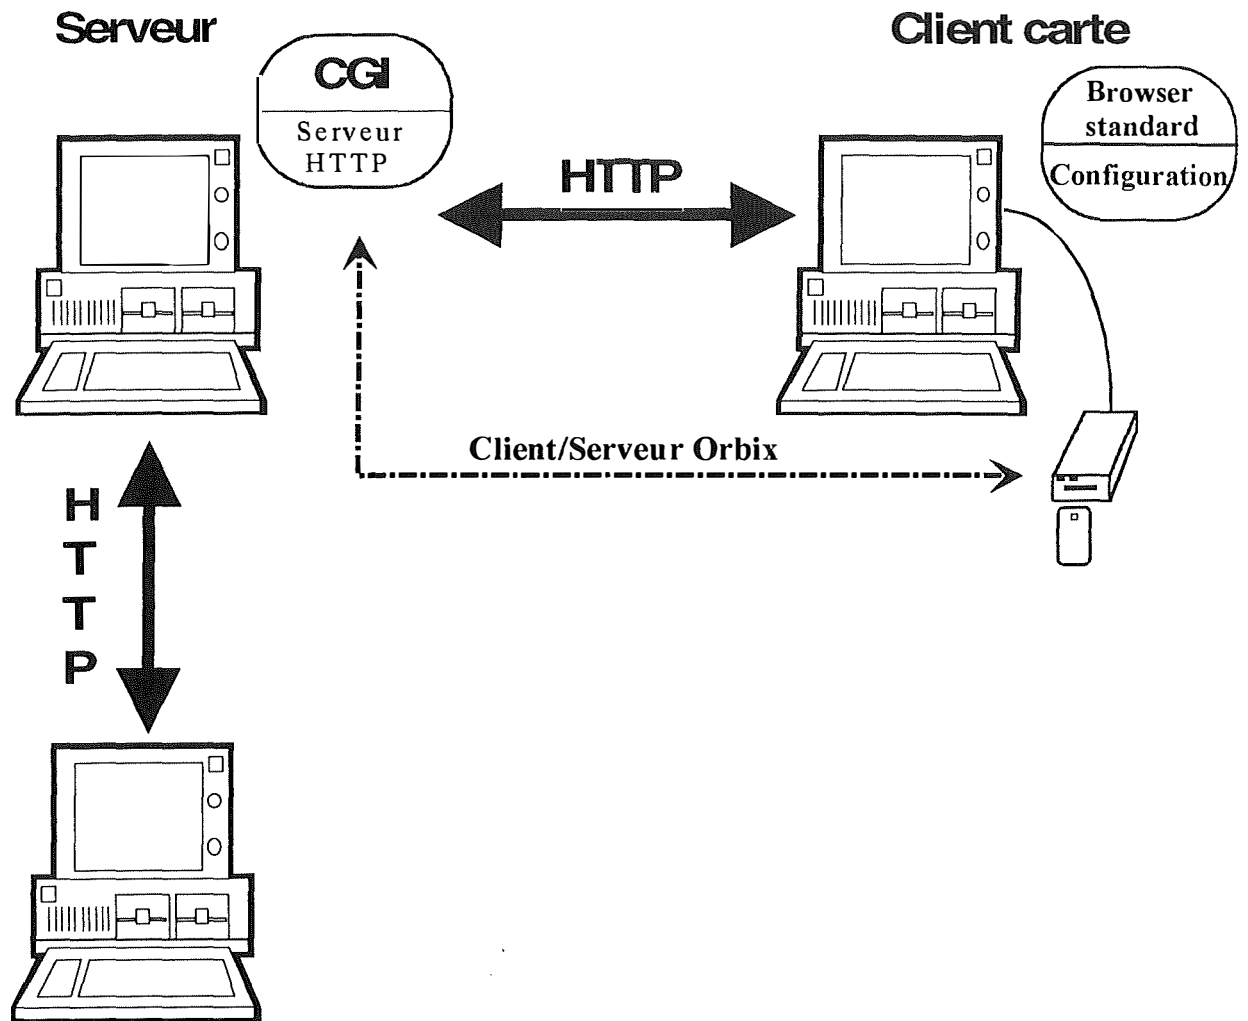 Serveur
Client carte
CGI
Serveur
HTTP
Browser
standard
Configuration
HTTP
Client/Serveur Orbix
H
T
T
P